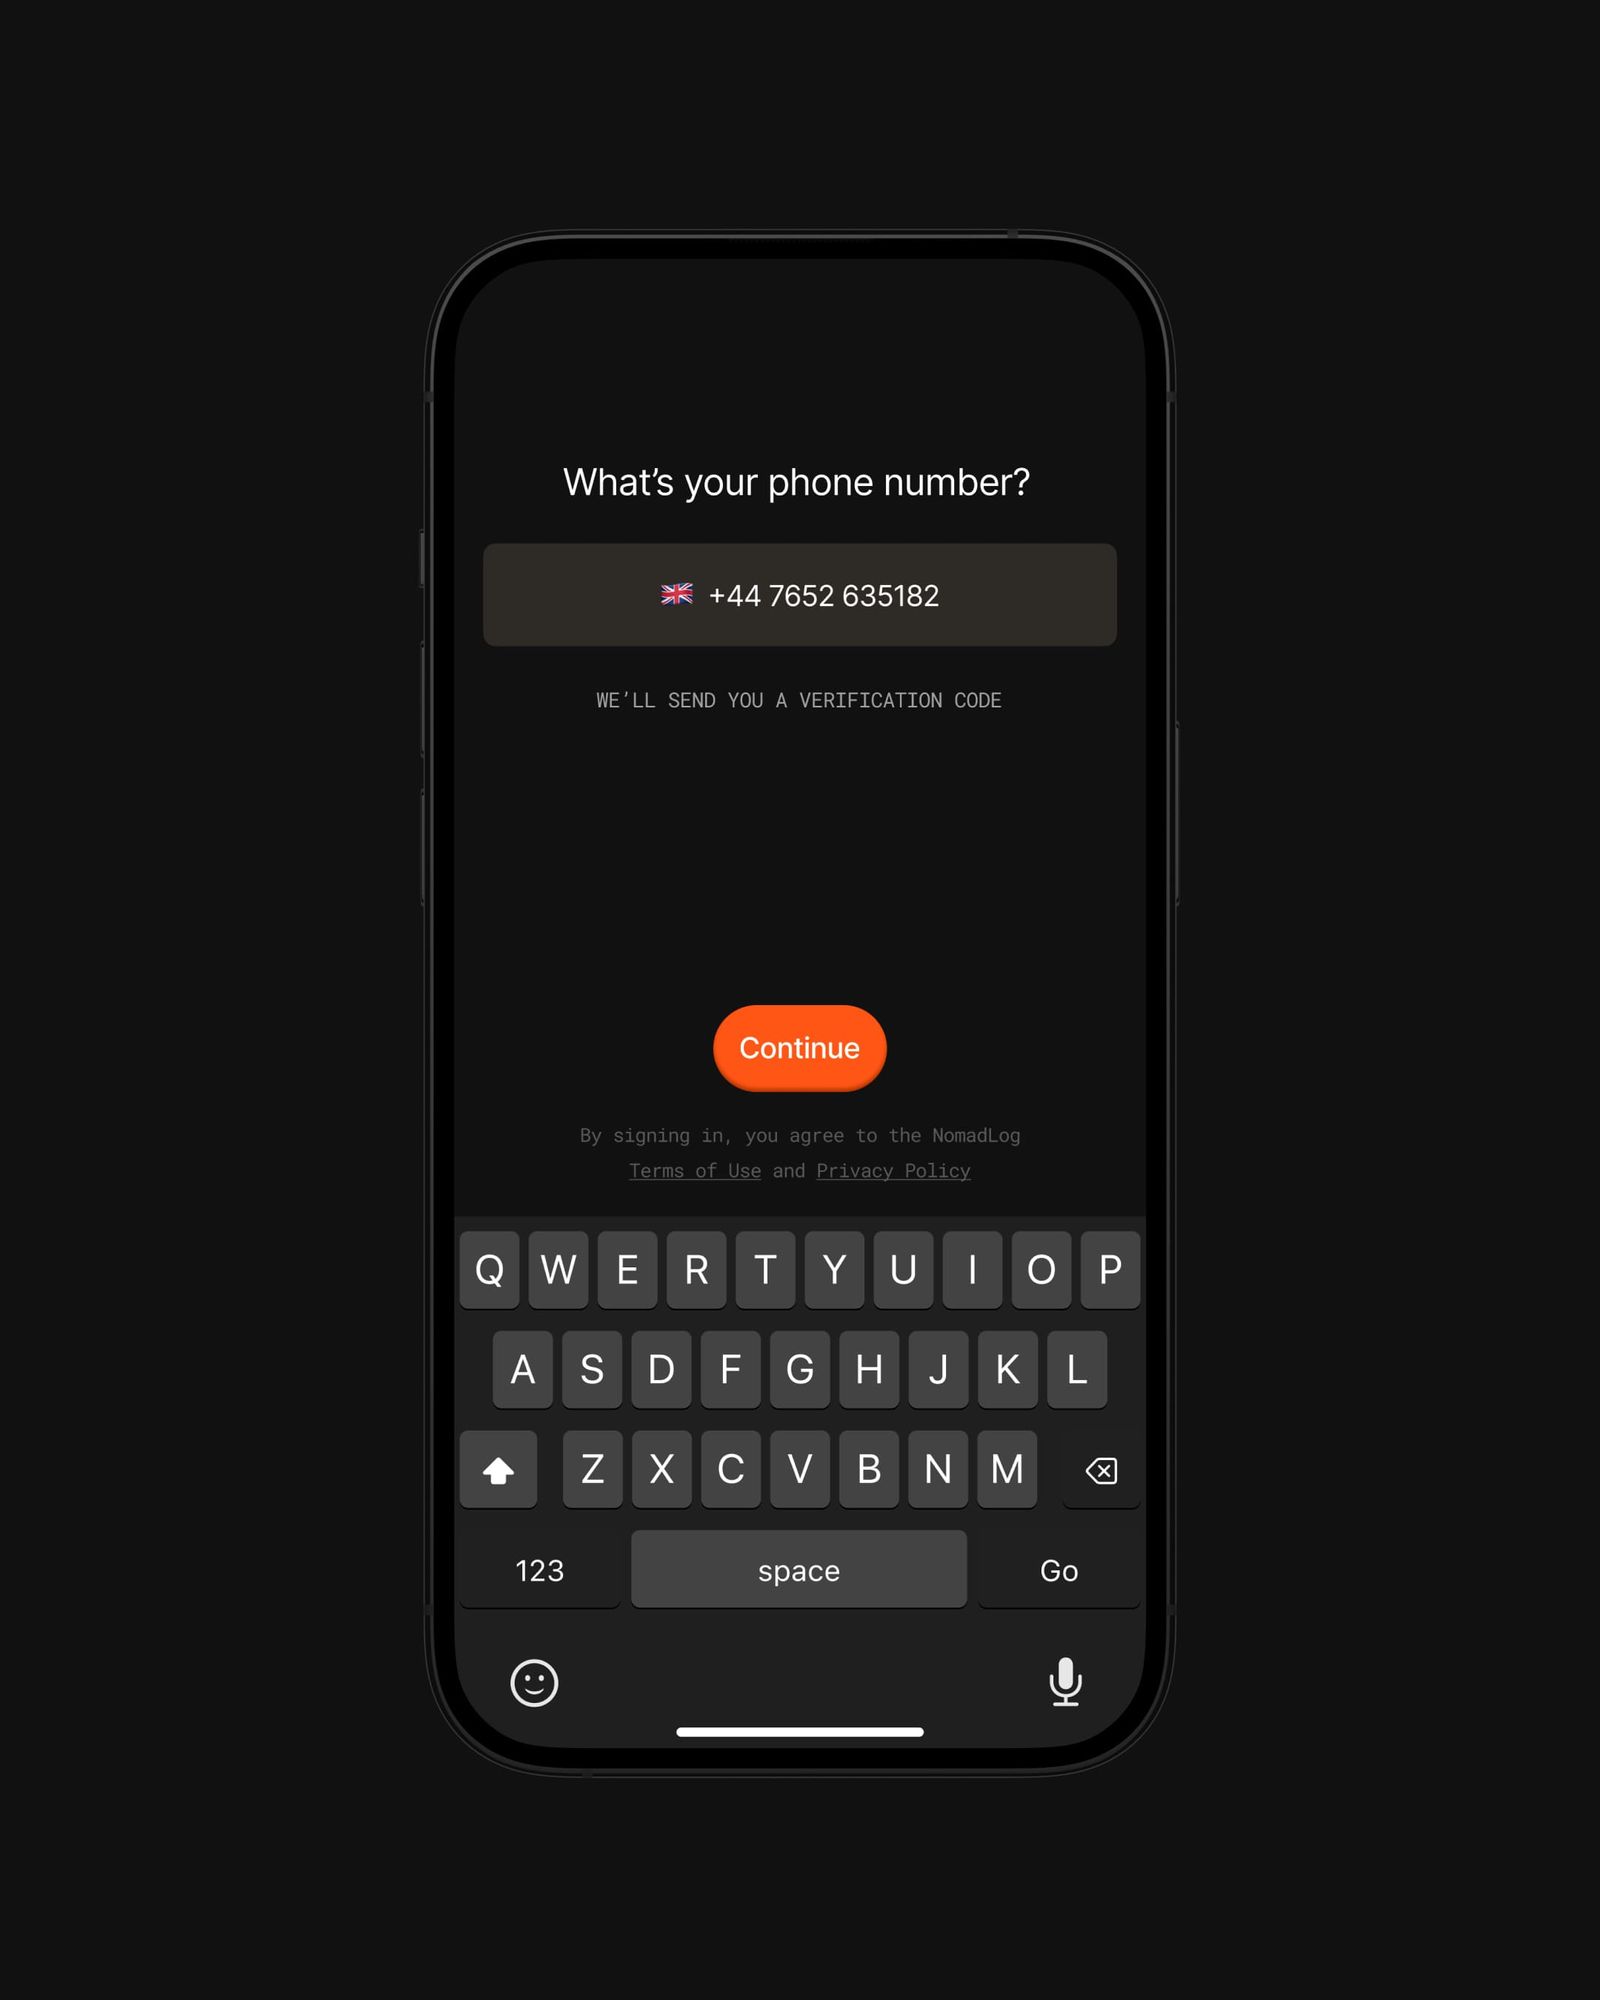 What’s your phone number?
+44 7652 635182
WE’LL SEND YOU A VERIFICATION CODE
Continue
By signing in, you agree to the NomadLog
Terms of Use and Privacy Policy
Q W E R T Y U I O P
A S D F G H J K L
Z X C V B N M
123 space Go